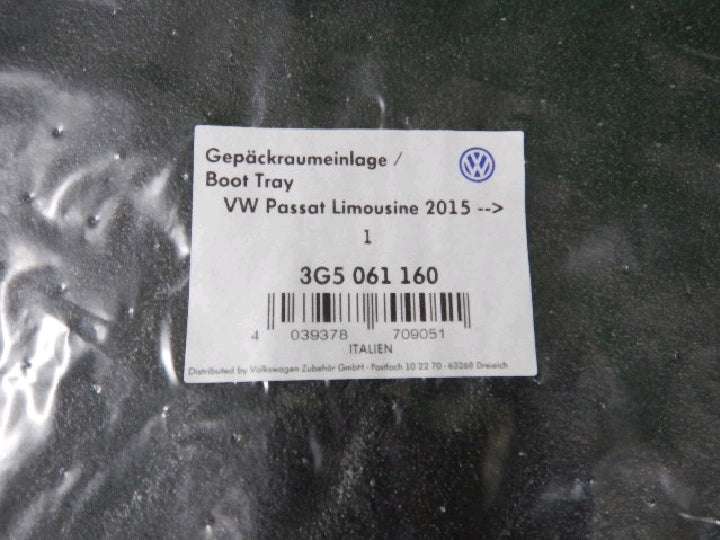 Gepäckraumeinlage /
Boot Tray
VW Passat Limousine 2015 -->
1
3G5 061 160
4 039378 709051
ITALIEN
Distributed by Volkswagen Zubehör GmbH - Postfach 10 22 70 - 63268 Dreieich